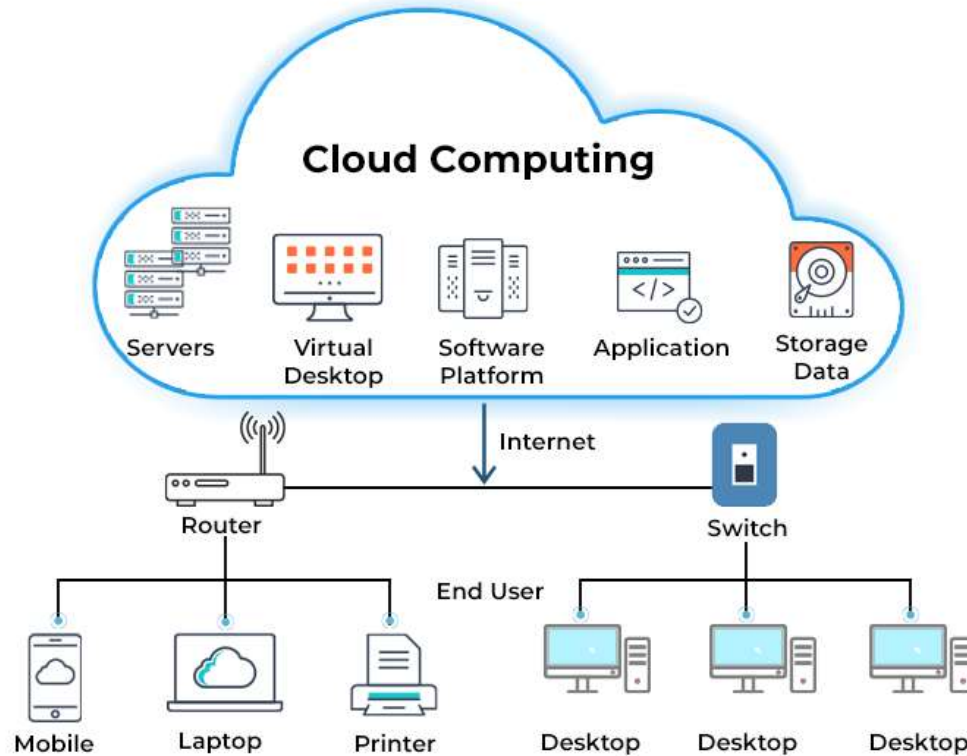 Cloud Computing
Servers
Virtual
Desktop
Software
Platform
Application
</>
Storage
Data
Internet
Router
Switch
End User
Mobile
Laptop
Printer
Desktop
Desktop
Desktop